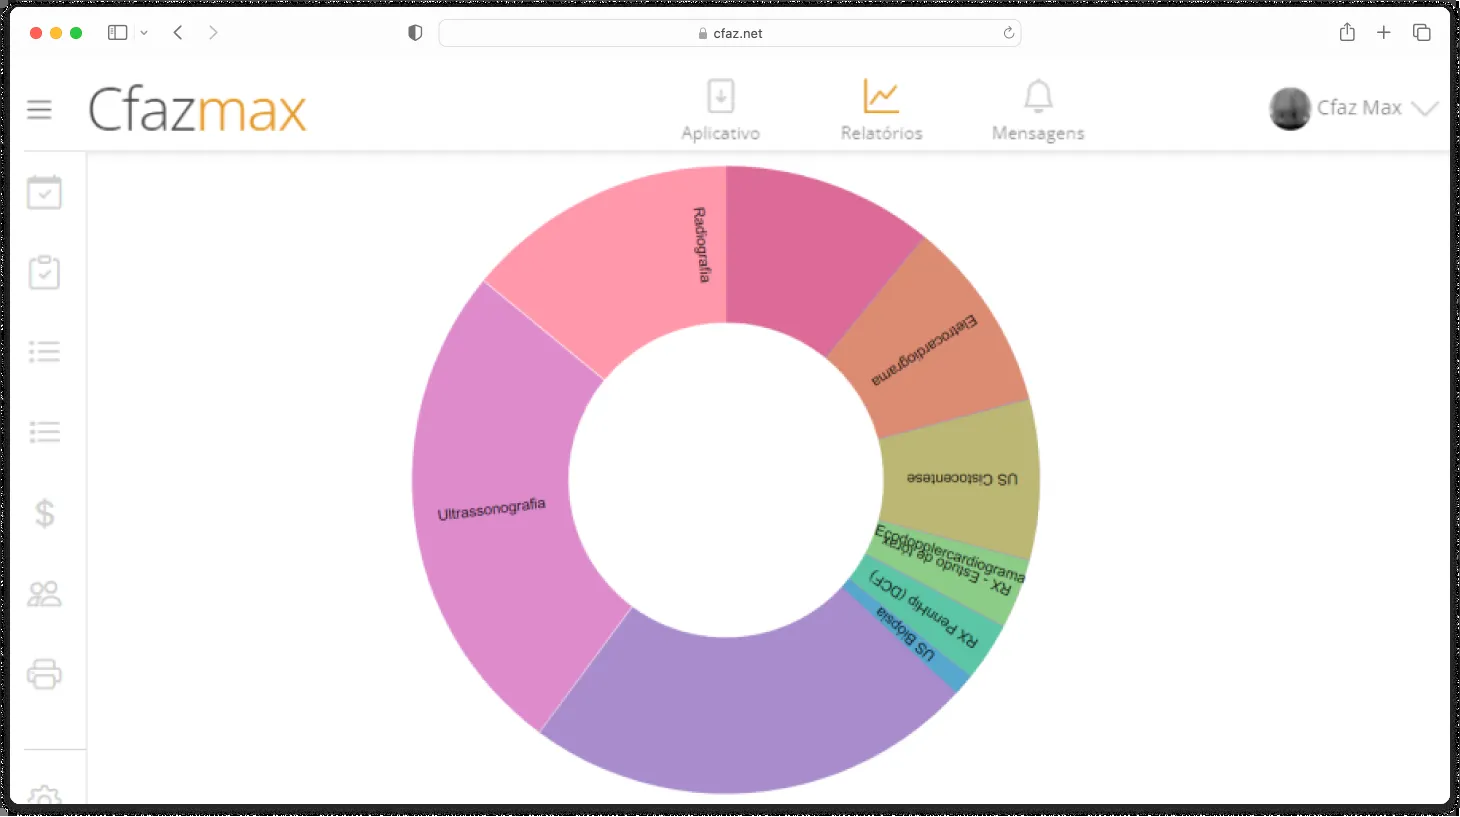 cfaz.net
Cfazmax
Aplicativo
Relatórios
Mensagens
Cfaz Max
Radiografia
Eletrocardiograma
US Cistocentese
Ecodopplercardiograma
RX - Estudo de tórax
RX PennHip (DCF)
US Biópsia
Ultrassonografia
$